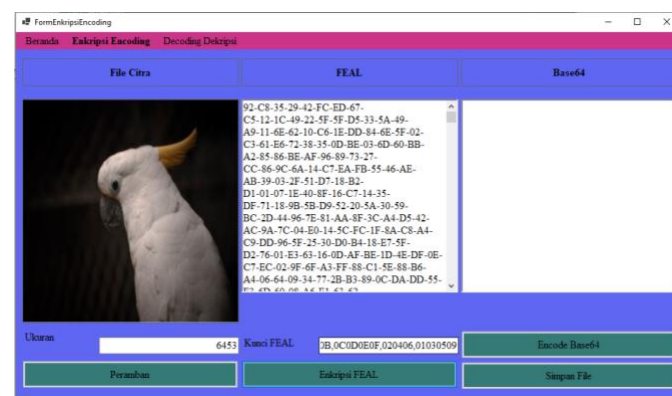 FormEnkripsiEncoding
Beranda Enkripsi Encoding Decoding Dekripsi
File Citra FEAL Base64
92-C8-35-29-42-FC-ED-67-
C5-12-1C-49-22-5F-5F-D5-33-5A-49-
A9-11-6E-62-10-C6-1E-DD-84-6E-5F-02-
C3-61-E6-72-38-35-0D-BE-03-6D-60-BB-
A2-85-86-BE-AF-96-89-73-27-
CC-86-9C-6A-14-C7-EA-FB-55-46-AE-
AB-39-03-2F-51-D7-18-B2-
D1-01-07-1E-40-8F-16-C7-14-35-
DF-71-18-9B-5B-D9-52-20-5A-30-59-
BC-2D-44-96-7E-81-AA-8F-3C-A4-D5-42-
AC-9A-7C-04-E0-14-5C-FC-1F-8A-C8-A4-
C9-DD-96-5F-25-30-D0-B4-18-E7-5F-
D2-76-01-E3-63-16-0D-AF-BE-1D-4E-DF-0E-
C7-EC-02-9F-6F-A3-FF-88-C1-5E-88-B6-
A4-06-64-09-34-77-2B-B3-89-0C-DA-DD-55-
Ukuran 6453 Kunci FEAL 0B,0C0D0E0F,020406,01030509 Encode Base64
Peramban Enkripsi FEAL Simpan File